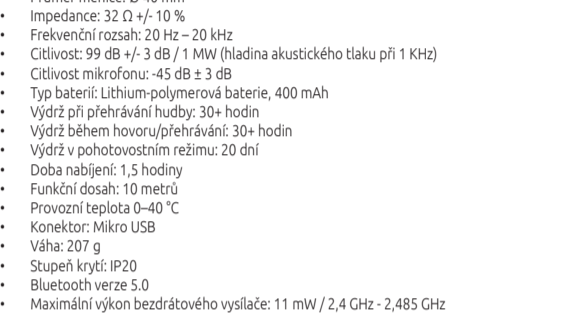 • Impedance: 32 Ω +/- 10 %
• Frekvenční rozsah: 20 Hz – 20 kHz
• Citlivost: 99 dB +/- 3 dB / 1 MW (hladina akustického tlaku při 1 KHz)
• Citlivost mikrofonu: -45 dB ± 3 dB
• Typ baterií: Lithium-polymerová baterie, 400 mAh
• Výdrž při přehrávání hudby: 30+ hodin
• Výdrž během hovoru/přehrávání: 30+ hodin
• Výdrž v pohotovostním režimu: 20 dní
• Doba nabíjení: 1,5 hodiny
• Funkční dosah: 10 metrů
• Provozní teplota 0–40 °C
• Konektor: Mikro USB
• Váha: 207 g
• Stupeň krytí: IP20
• Bluetooth verze 5.0
• Maximální výkon bezdrátového vysílače: 11 mW / 2,4 GHz - 2,485 GHz